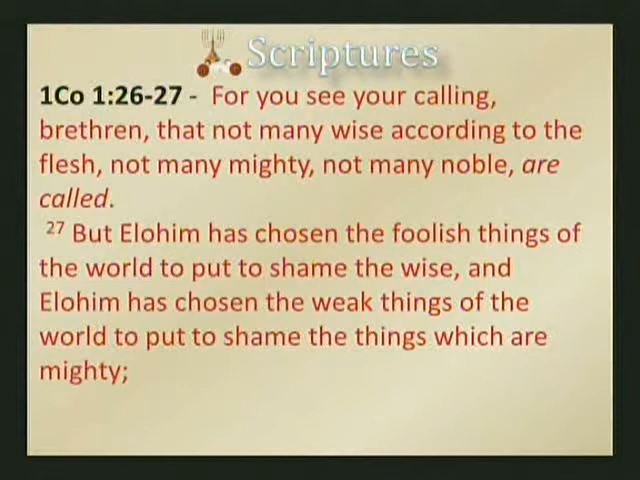 Scriptures
1Co 1:26-27 - For you see your calling,
brethren, that not many wise according to the
flesh, not many mighty, not many noble, are
called.
27 But Elohim has chosen the foolish things of
the world to put to shame the wise, and
Elohim has chosen the weak things of the
world to put to shame the things which are
mighty;